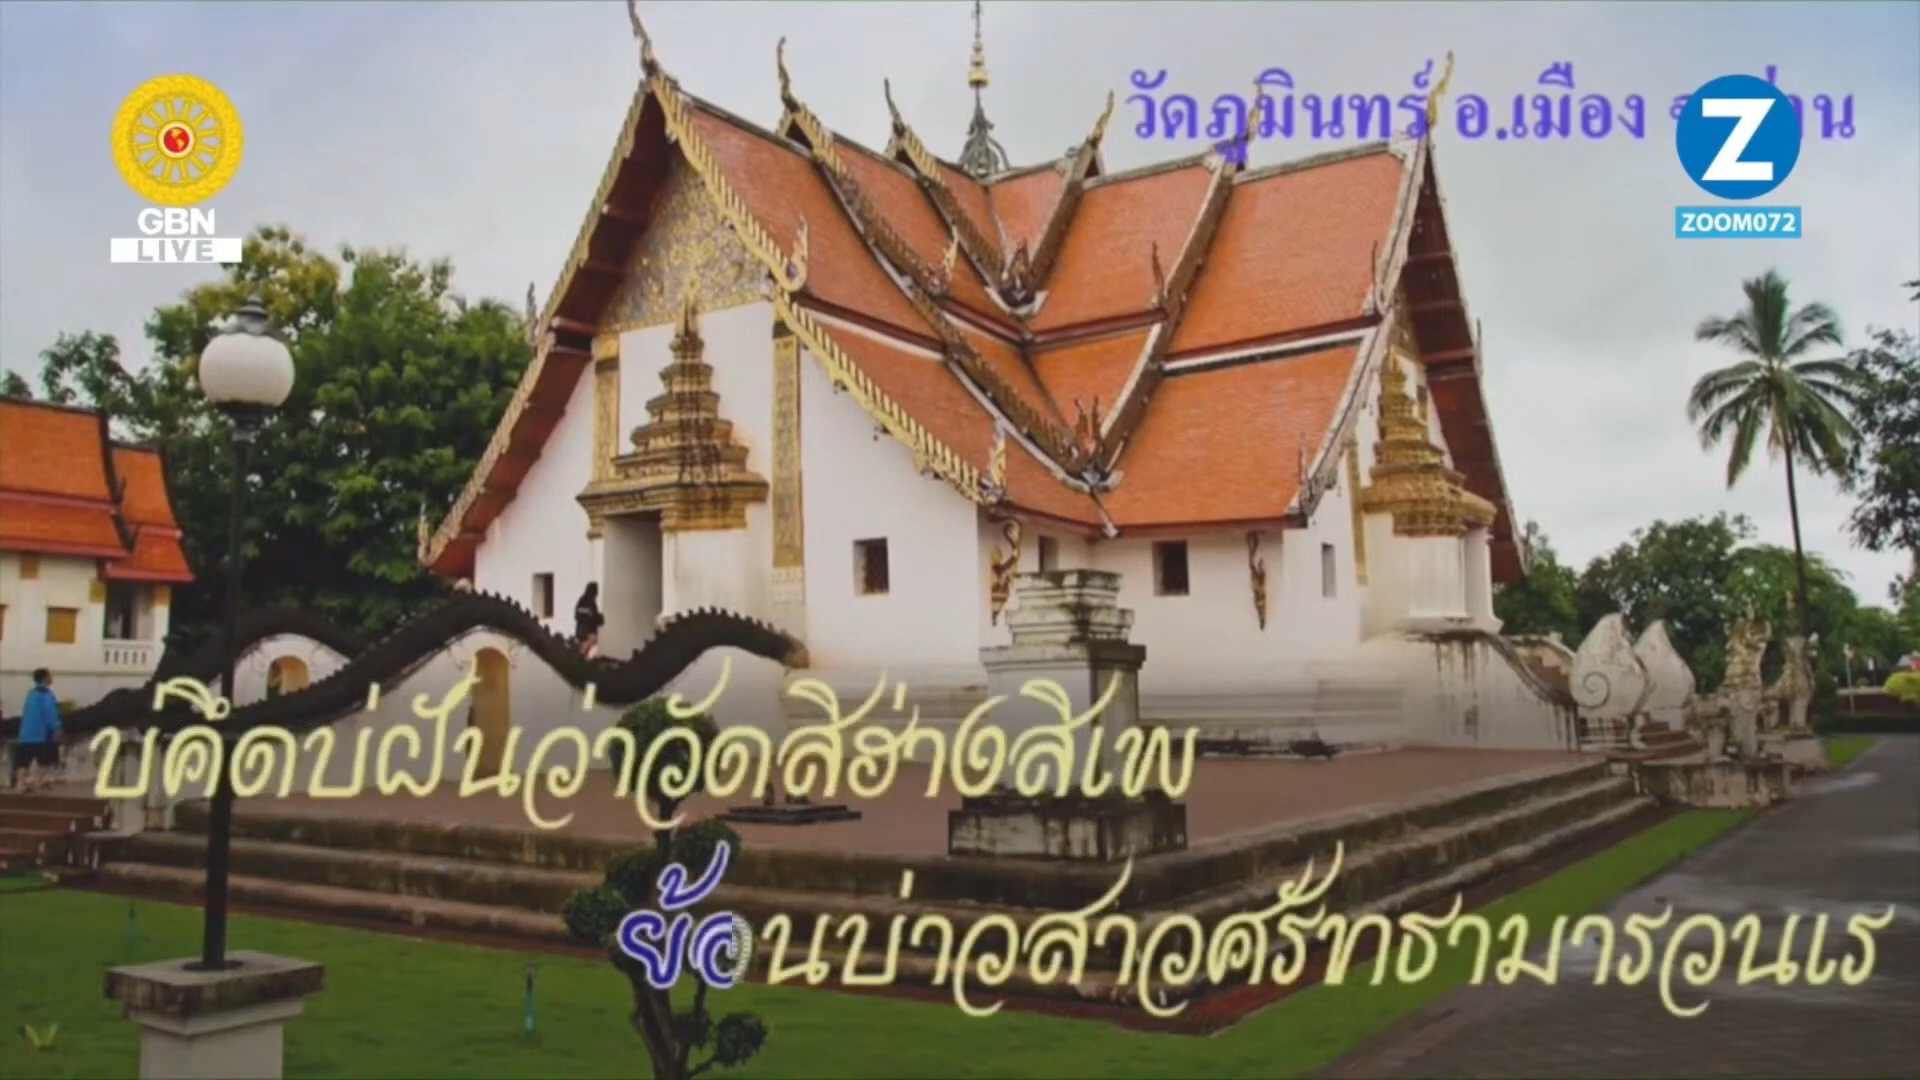 วัดภูมินทร์ อ.เมือง
GBN
LIVE
Z
ZOOM072
บ่คึดบ่ฝันว่าวัดสิฮ่างสิเพ
ย้อนบ่าวสาวศรัทธามารวนเร